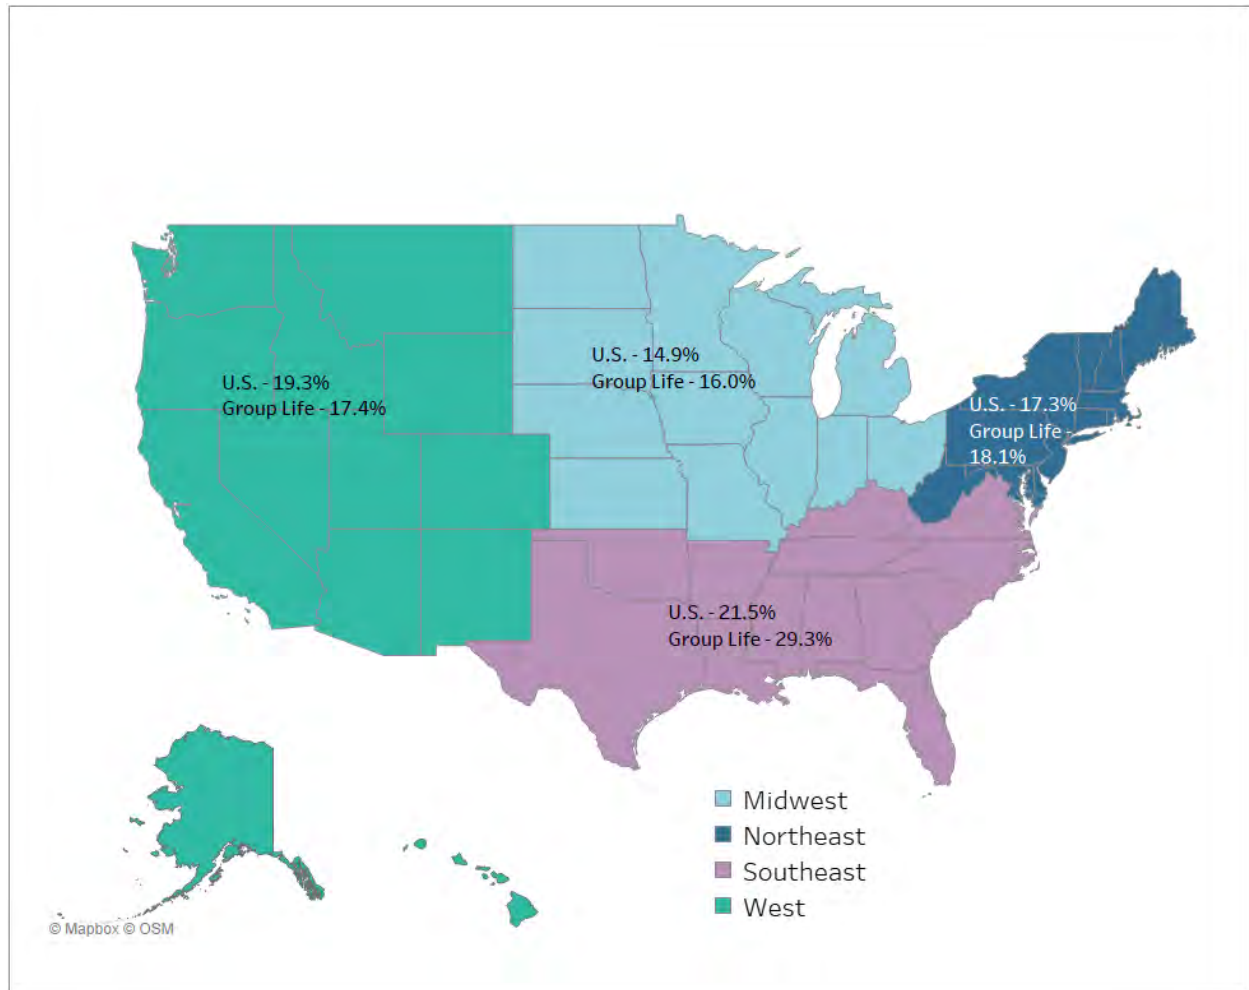 U.S. - 19.3%
Group Life - 17.4%
U.S. - 14.9%
Group Life - 16.0%
U.S. - 17.3%
Group Life -
18.1%
U.S. - 21.5%
Group Life - 29.3%
Midwest
Northeast
Southeast
West
© Mapbox © OSM